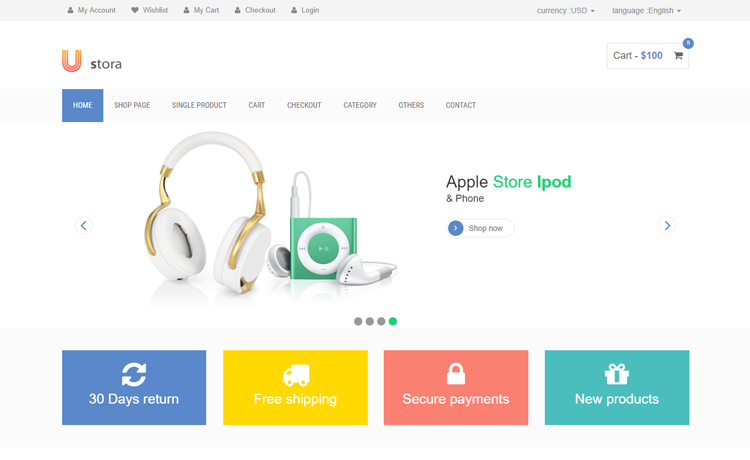 My Account Wishlist My Cart Checkout Login currency :USD language :English
5
Cart - $100
U stora
HOME SHOP PAGE SINGLE PRODUCT CART CHECKOUT CATEGORY OTHERS CONTACT
Apple Store Ipod
& Phone
Shop now
MENU
30 Days return Free shipping Secure payments New products